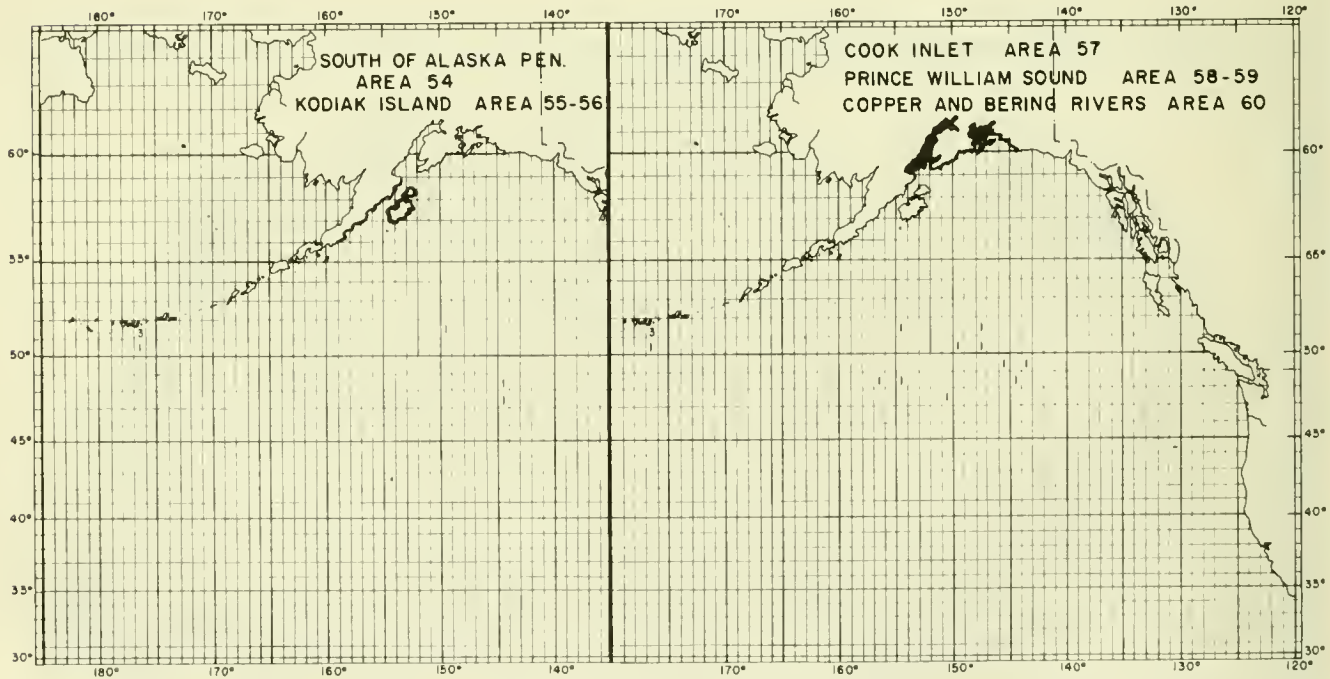 180° 170° 160° 150° 140° 170° 160° 150° 140° 130° 120°
SOUTH OF ALASKA PEN.
AREA 54
KODIAK ISLAND AREA 55-56
COOK INLET AREA 57
PRINCE WILLIAM SOUND AREA 58-59
COPPER AND BERING RIVERS AREA 60
60° 60°
55° 65°
3 3
50° 50°
45° 45°
40° 40°
35° 35°
30° 30°
180° 170° 160° 150° 140° 170° 160° 150° 140° 130° 120°